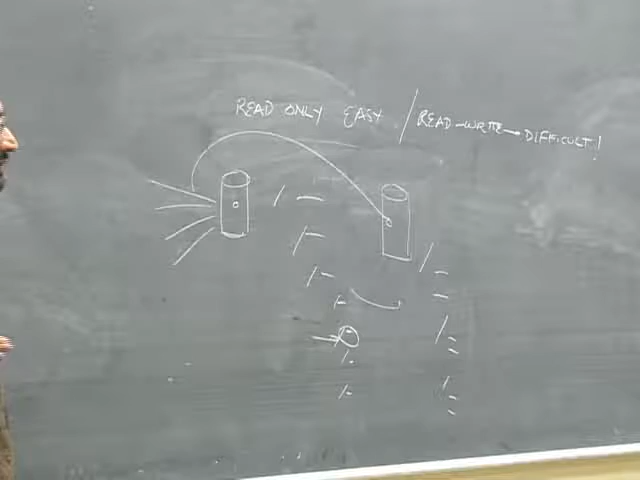 READ ONLY EASY / READ-WRITE → DIFFICULT!